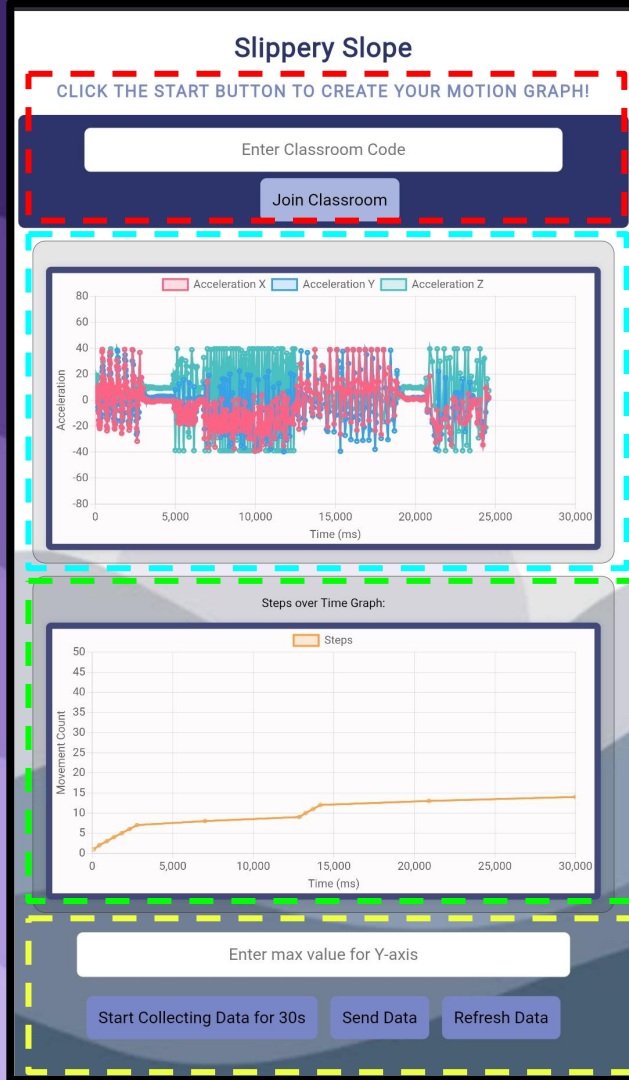 Slippery Slope
CLICK THE START BUTTON TO CREATE YOUR MOTION GRAPH!
Enter Classroom Code
Join Classroom
Acceleration X Acceleration Y Acceleration Z
80
60
40
20
0
-20
-40
-60
-80
Acceleration
0 5,000 10,000 15,000 20,000 25,000 30,000
Time (ms)
Steps over Time Graph:
Steps
50
45
40
35
30
25
20
15
10
5
0
Movement Count
0 5,000 10,000 15,000 20,000 25,000 30,000
Time (ms)
Enter max value for Y-axis
Start Collecting Data for 30s Send Data Refresh Data